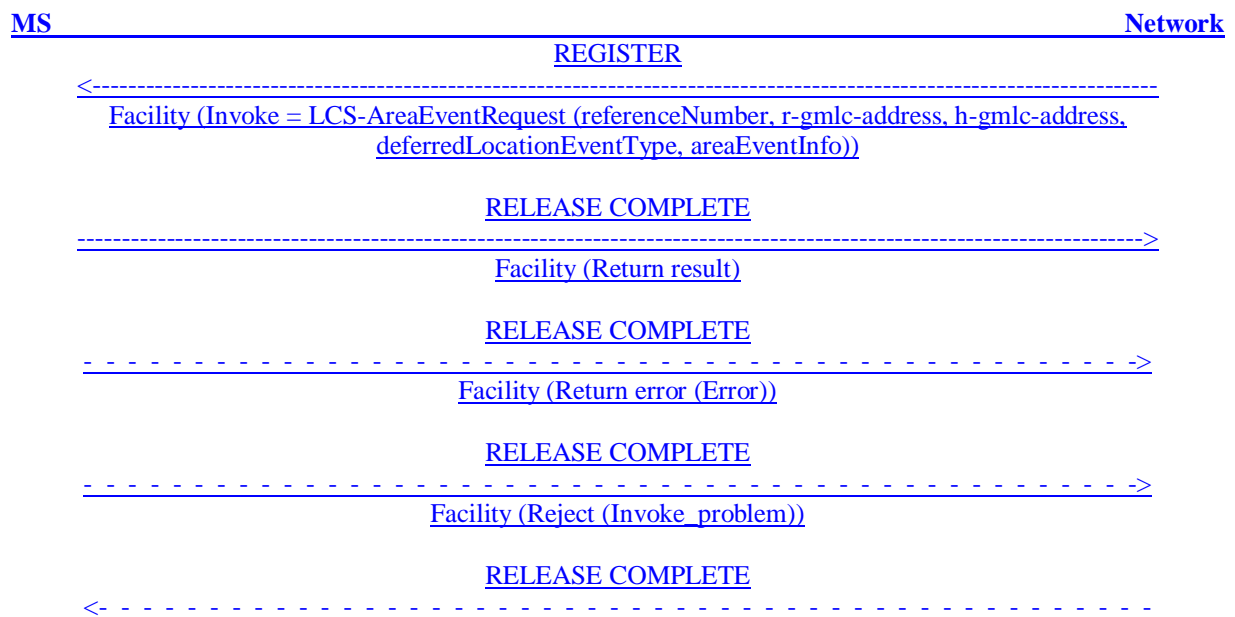 MS Network
REGISTER
<------------------------------------------------------------------------------------------------------------------------
Facility (Invoke = LCS-AreaEventRequest (referenceNumber, r-gmlc-address, h-gmlc-address,
deferredLocationEventType, areaEventInfo))
RELEASE COMPLETE
------------------------------------------------------------------------------------------------------------------------>
Facility (Return result)
RELEASE COMPLETE
- - - - - - - - - - - - - - - - - - - - - - - - - - - - - - - - - - - - - - - - - - - - - - - ->
Facility (Return error (Error))
RELEASE COMPLETE
- - - - - - - - - - - - - - - - - - - - - - - - - - - - - - - - - - - - - - - - - - - - - - - ->
Facility (Reject (Invoke_problem))
RELEASE COMPLETE
<- - - - - - - - - - - - - - - - - - - - - - - - - - - - - - - - - - - - - - - - - - - - - - - -